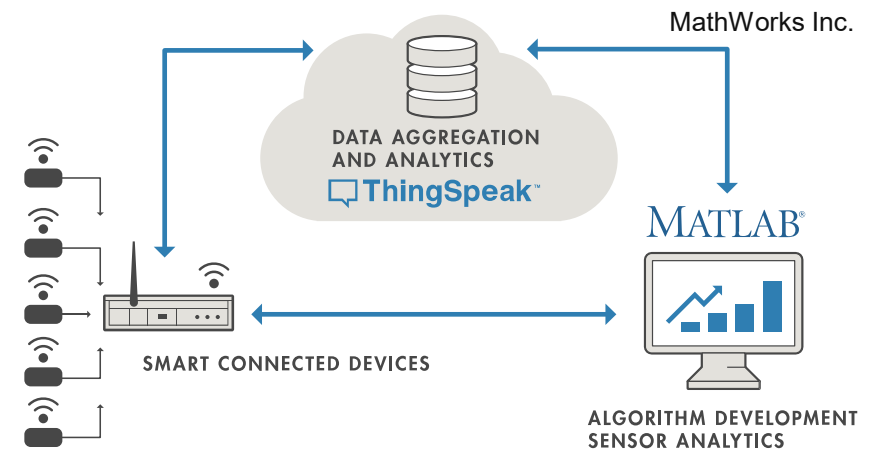 MathWorks Inc.
DATA AGGREGATION
AND ANALYTICS
ThingSpeak™
MATLAB®
SMART CONNECTED DEVICES
ALGORITHM DEVELOPMENT
SENSOR ANALYTICS